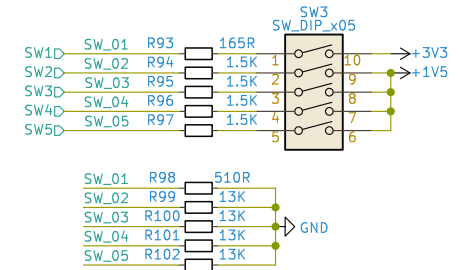 SW3
SW_DIP_x05
SW1 SW_01 R93 165R 1 10 +3V3
SW2 SW_02 R94 1.5K 2 9 +1V5
SW3 SW_03 R95 1.5K 3 8
SW4 SW_04 R96 1.5K 4 7
SW5 SW_05 R97 1.5K 5 6
SW_01 R98 510R
SW_02 R99 13K
SW_03 R100 13K GND
SW_04 R101 13K
SW_05 R102 13K